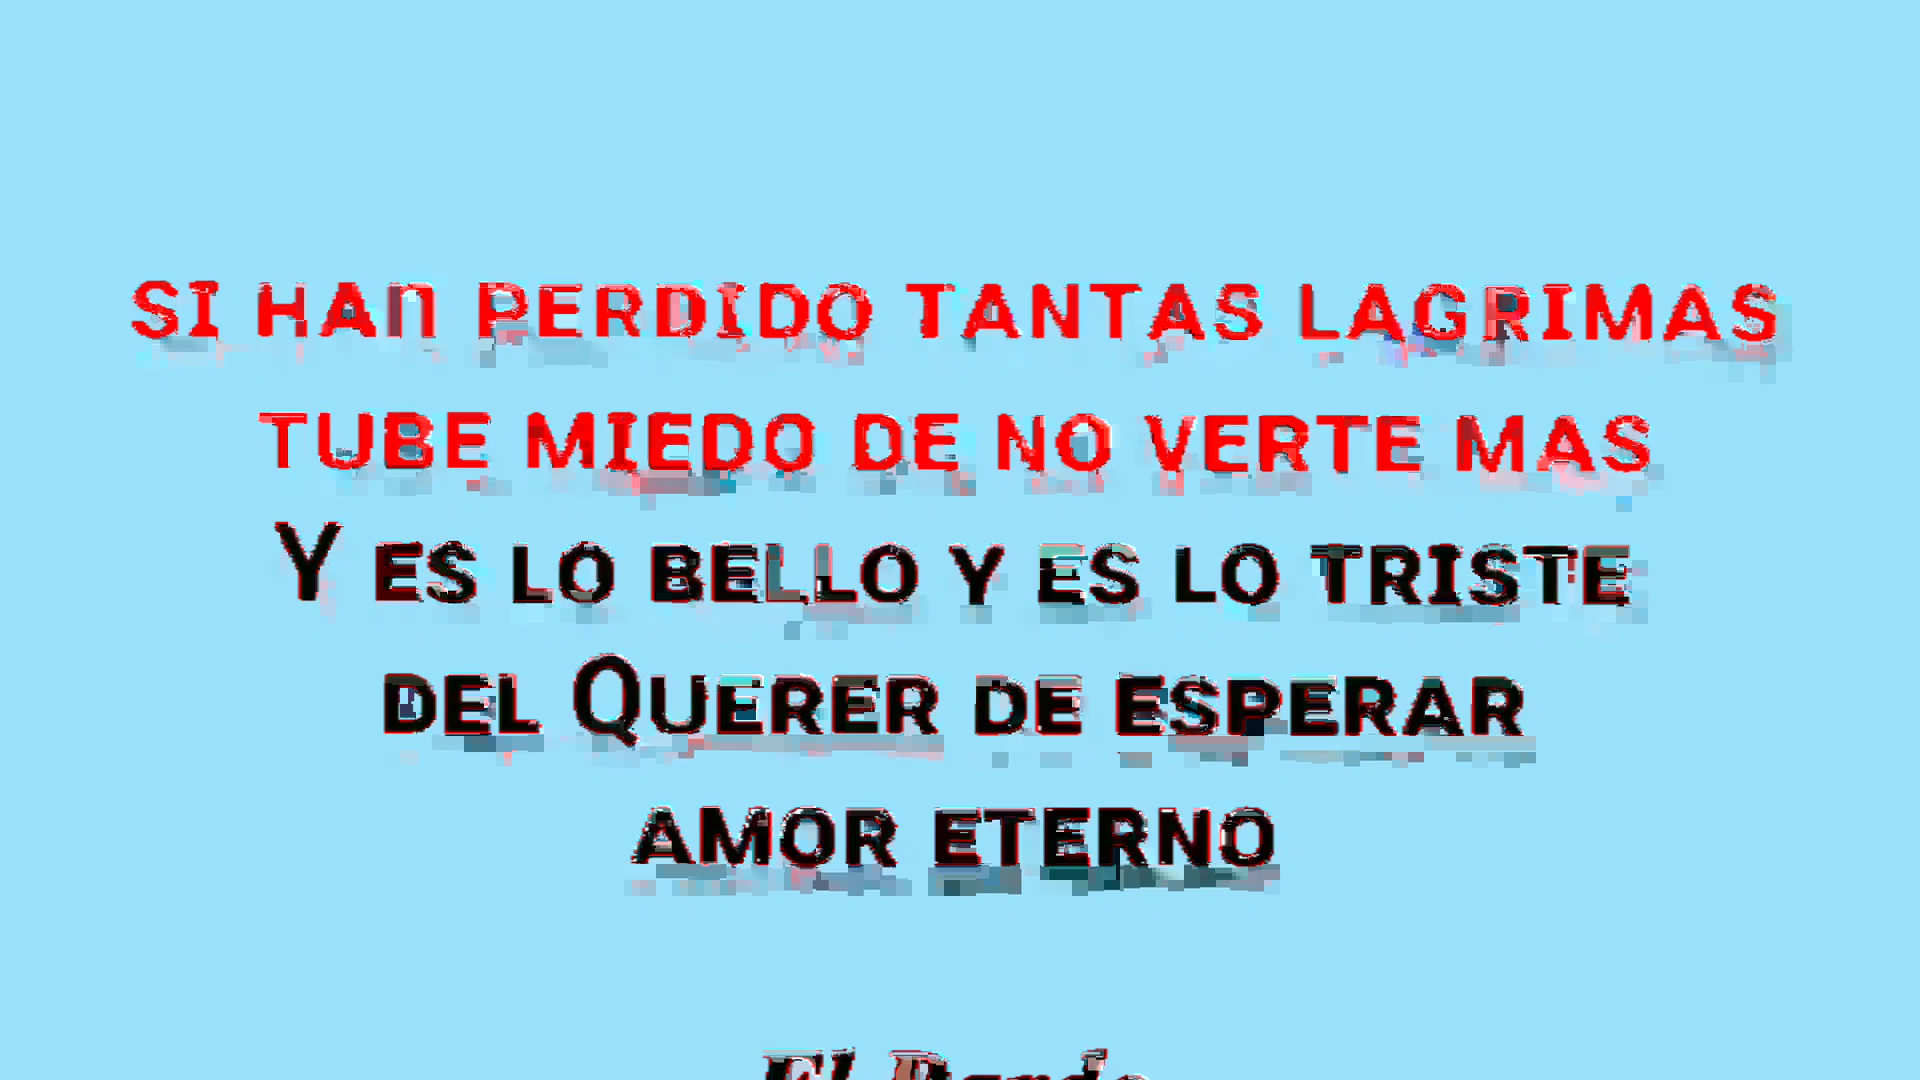 SI HAN PERDIDO TANTAS LAGRIMAS
TUBE MIEDO DE NO VERTE MAS
Y ES LO BELLO Y ES LO TRISTE
DEL QUERER DE ESPERAR
AMOR ETERNO
El